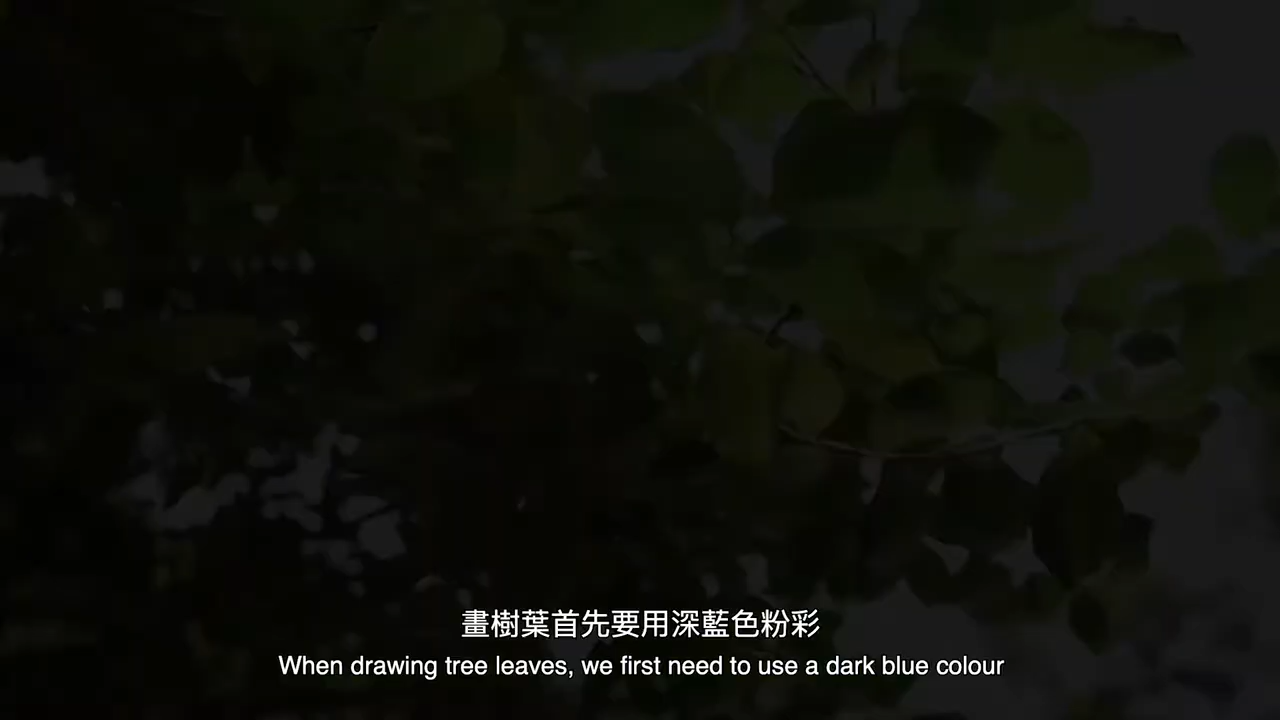 畫樹葉首先要用深藍色粉彩
When drawing tree leaves, we first need to use a dark blue colour